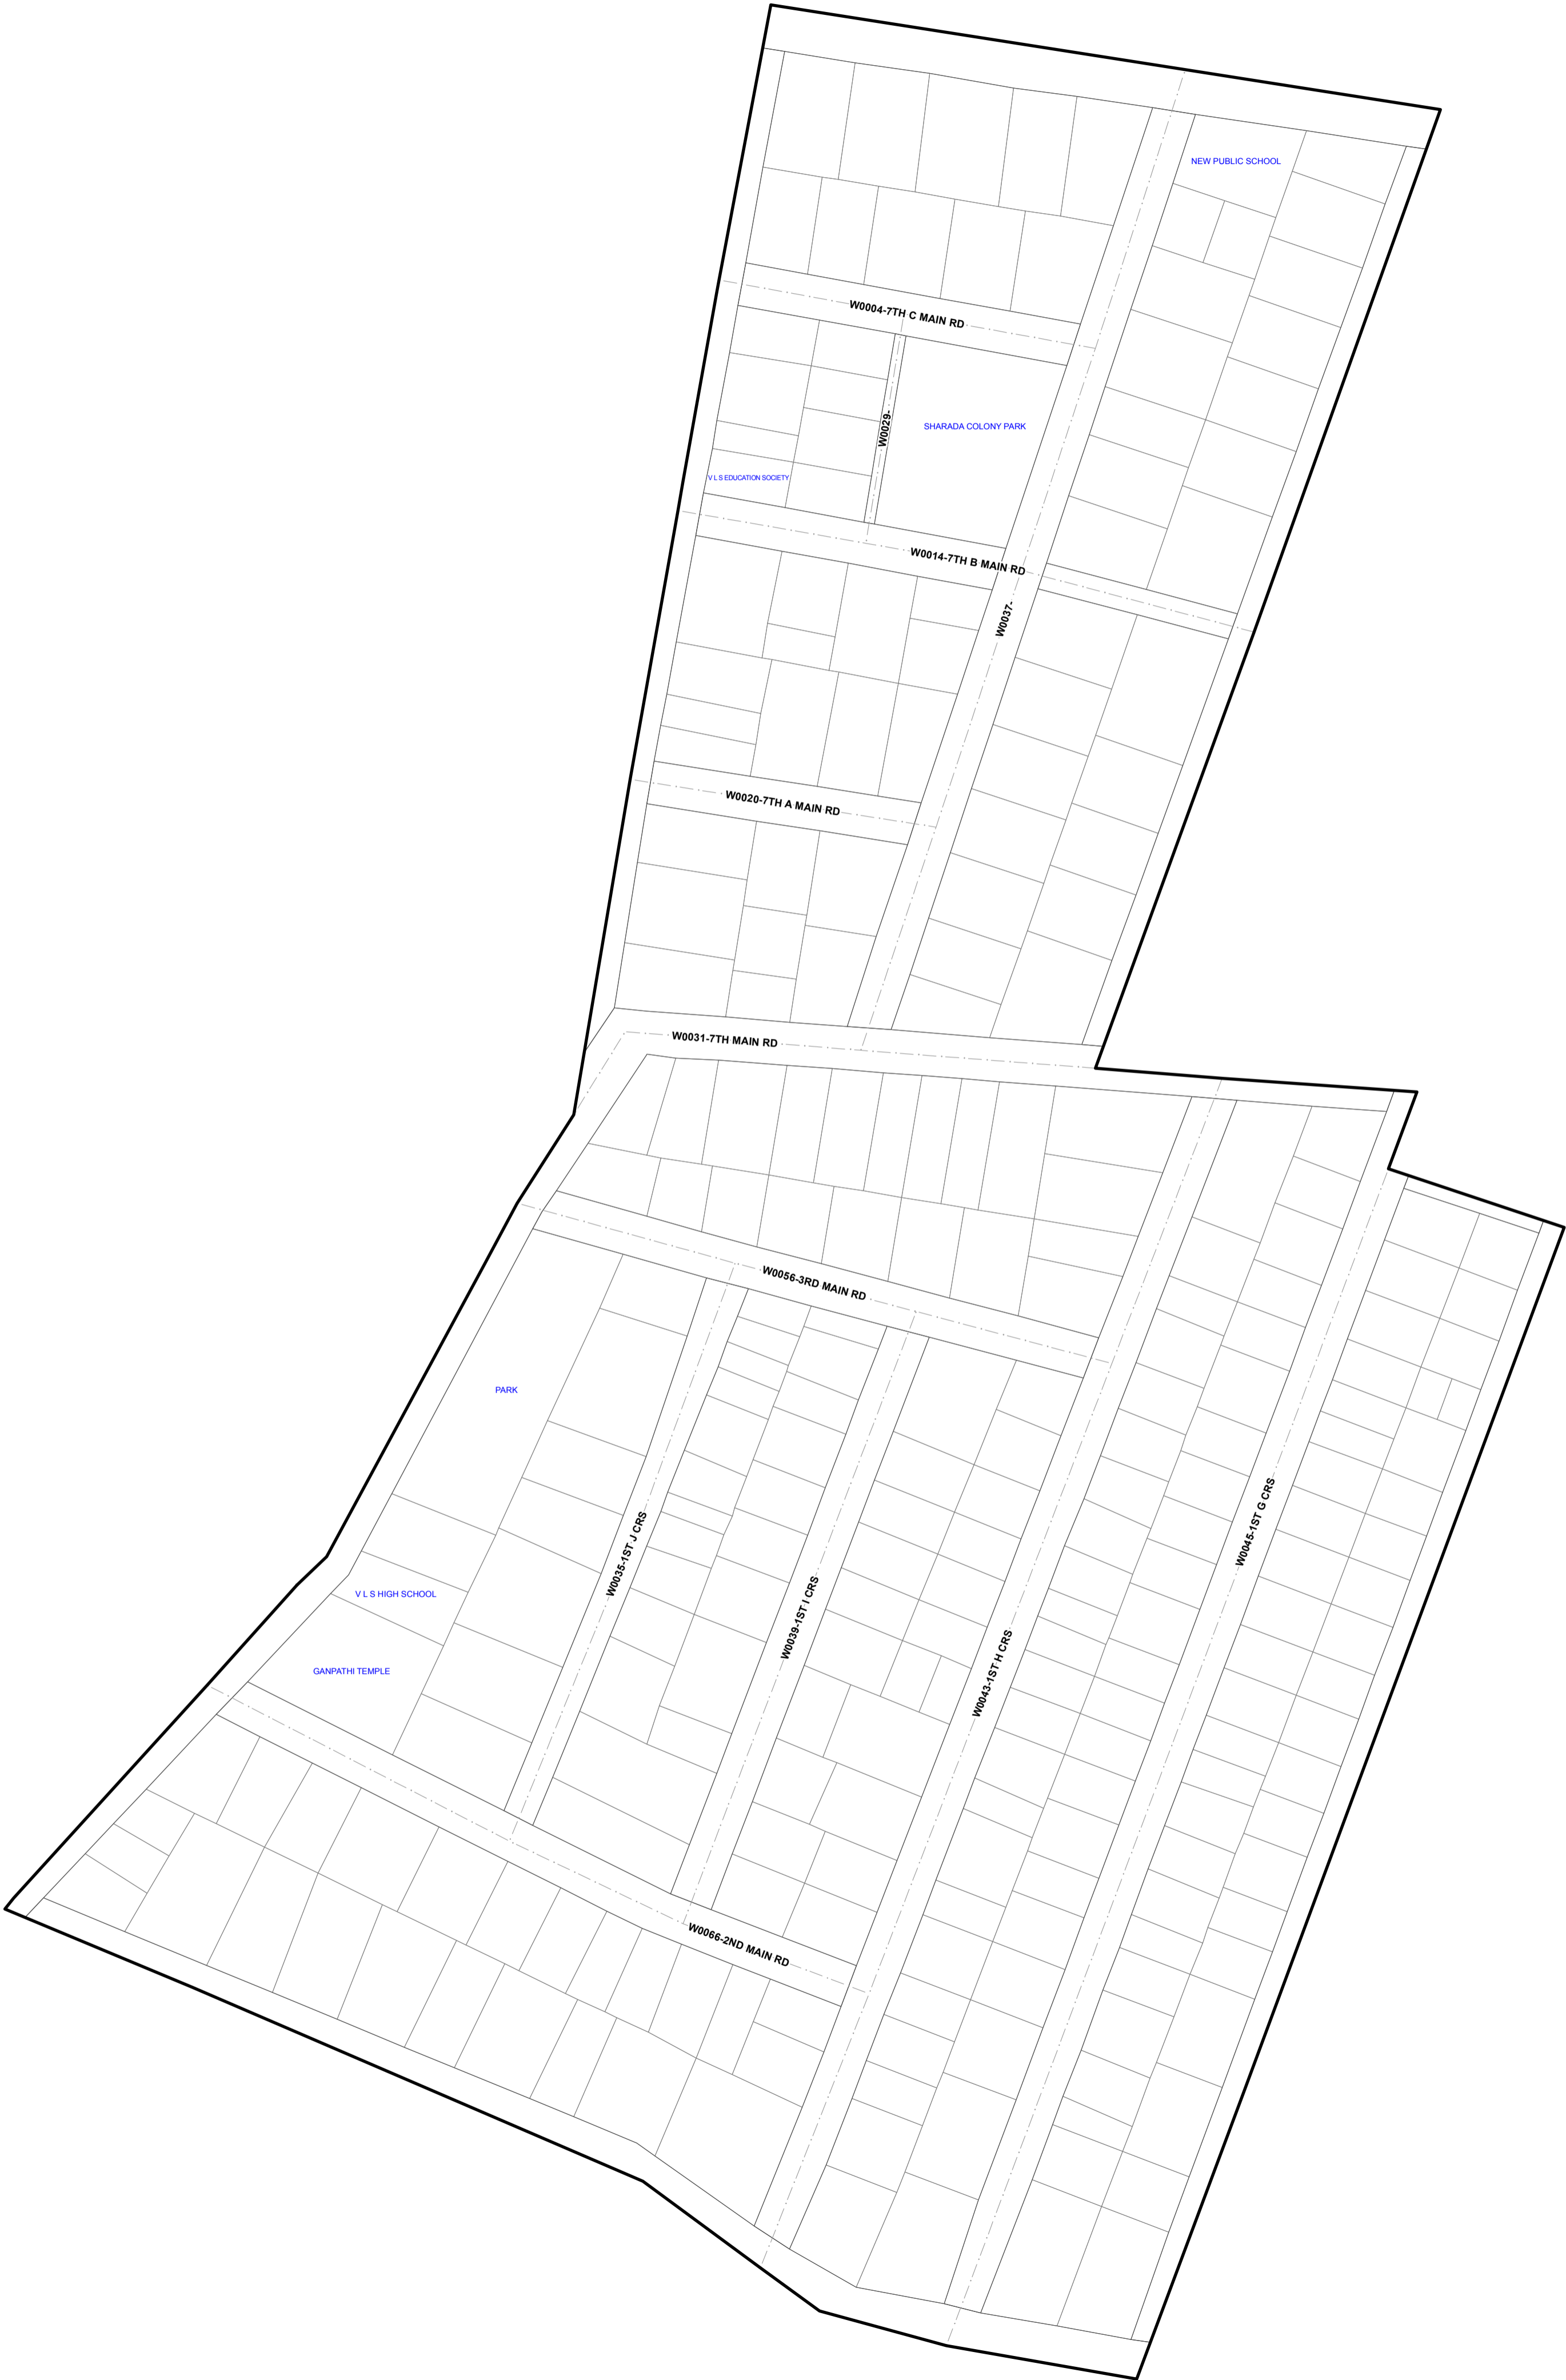 NEW PUBLIC SCHOOL
W0004-7TH C MAIN RD
W0029-
SHARADA COLONY PARK
V L S EDUCATION SOCIETY
W0014-7TH B MAIN RD
W0037-
W0020-7TH A MAIN RD
W0031-7TH MAIN RD
W0056-3RD MAIN RD
PARK
W0045-1ST G CRS
W0035-1ST J CRS
V L S HIGH SCHOOL
W0039-1ST I CRS
GANPATHI TEMPLE
W0043-1ST H CRS
W0066-2ND MAIN RD